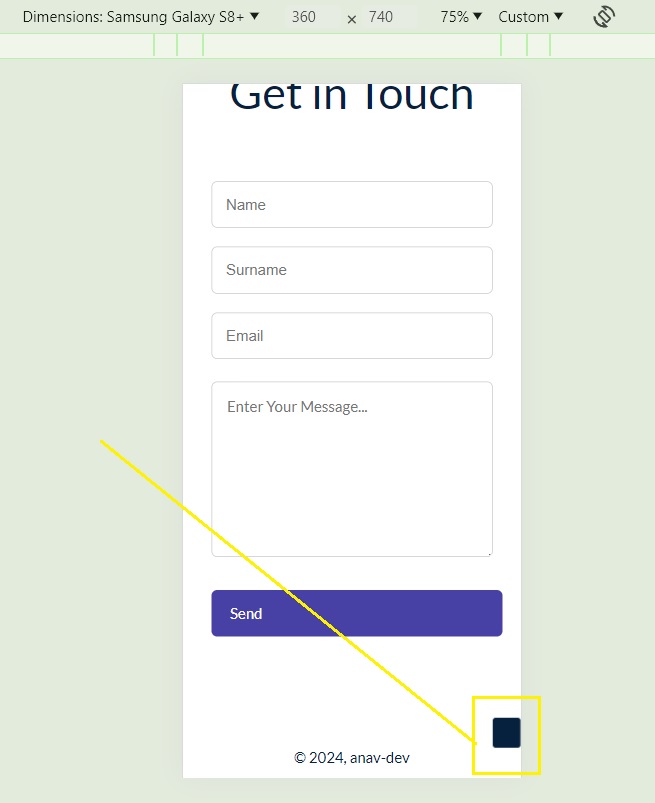 Dimensions: Samsung Galaxy S8+ ▼ 360 × 740 75% ▼ Custom ▼
Get in Touch
Name
Surname
Email
Enter Your Message...
Send
© 2024, anav-dev